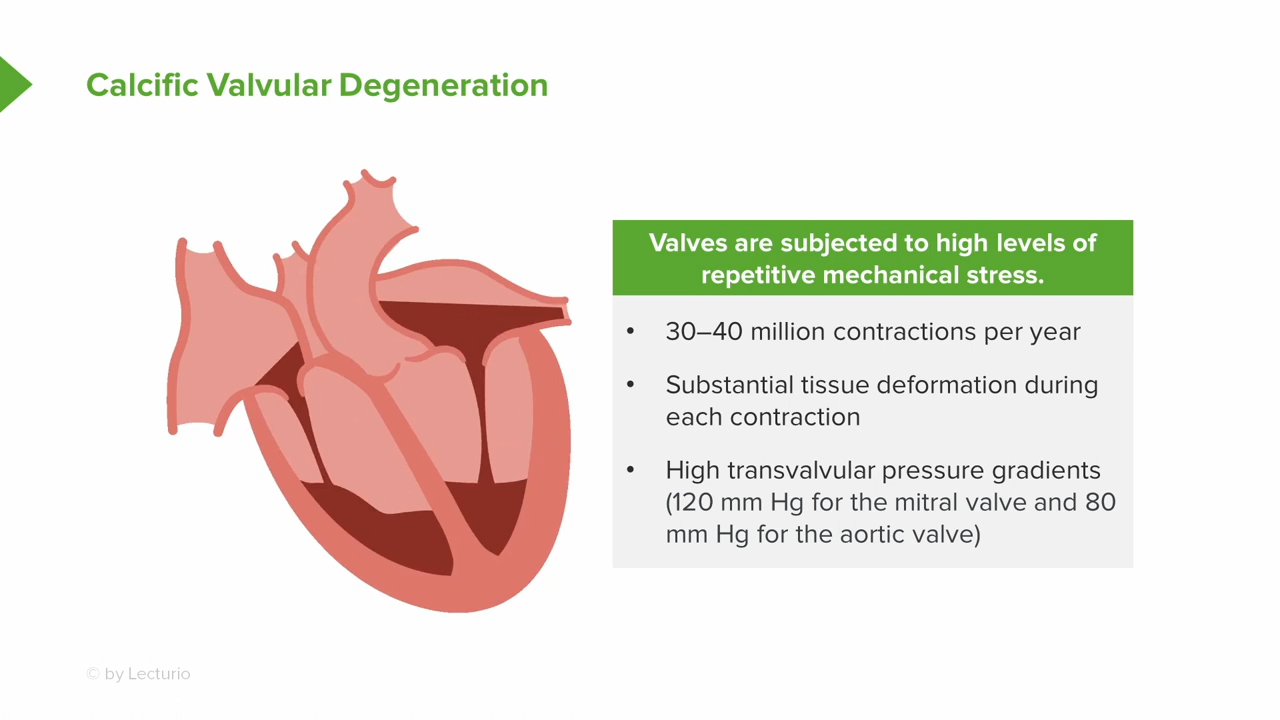 Calcific Valvular Degeneration
Valves are subjected to high levels of
repetitive mechanical stress.
• 30–40 million contractions per year
• Substantial tissue deformation during
each contraction
• High transvalvular pressure gradients
(120 mm Hg for the mitral valve and 80
mm Hg for the aortic valve)
© by Lecturio